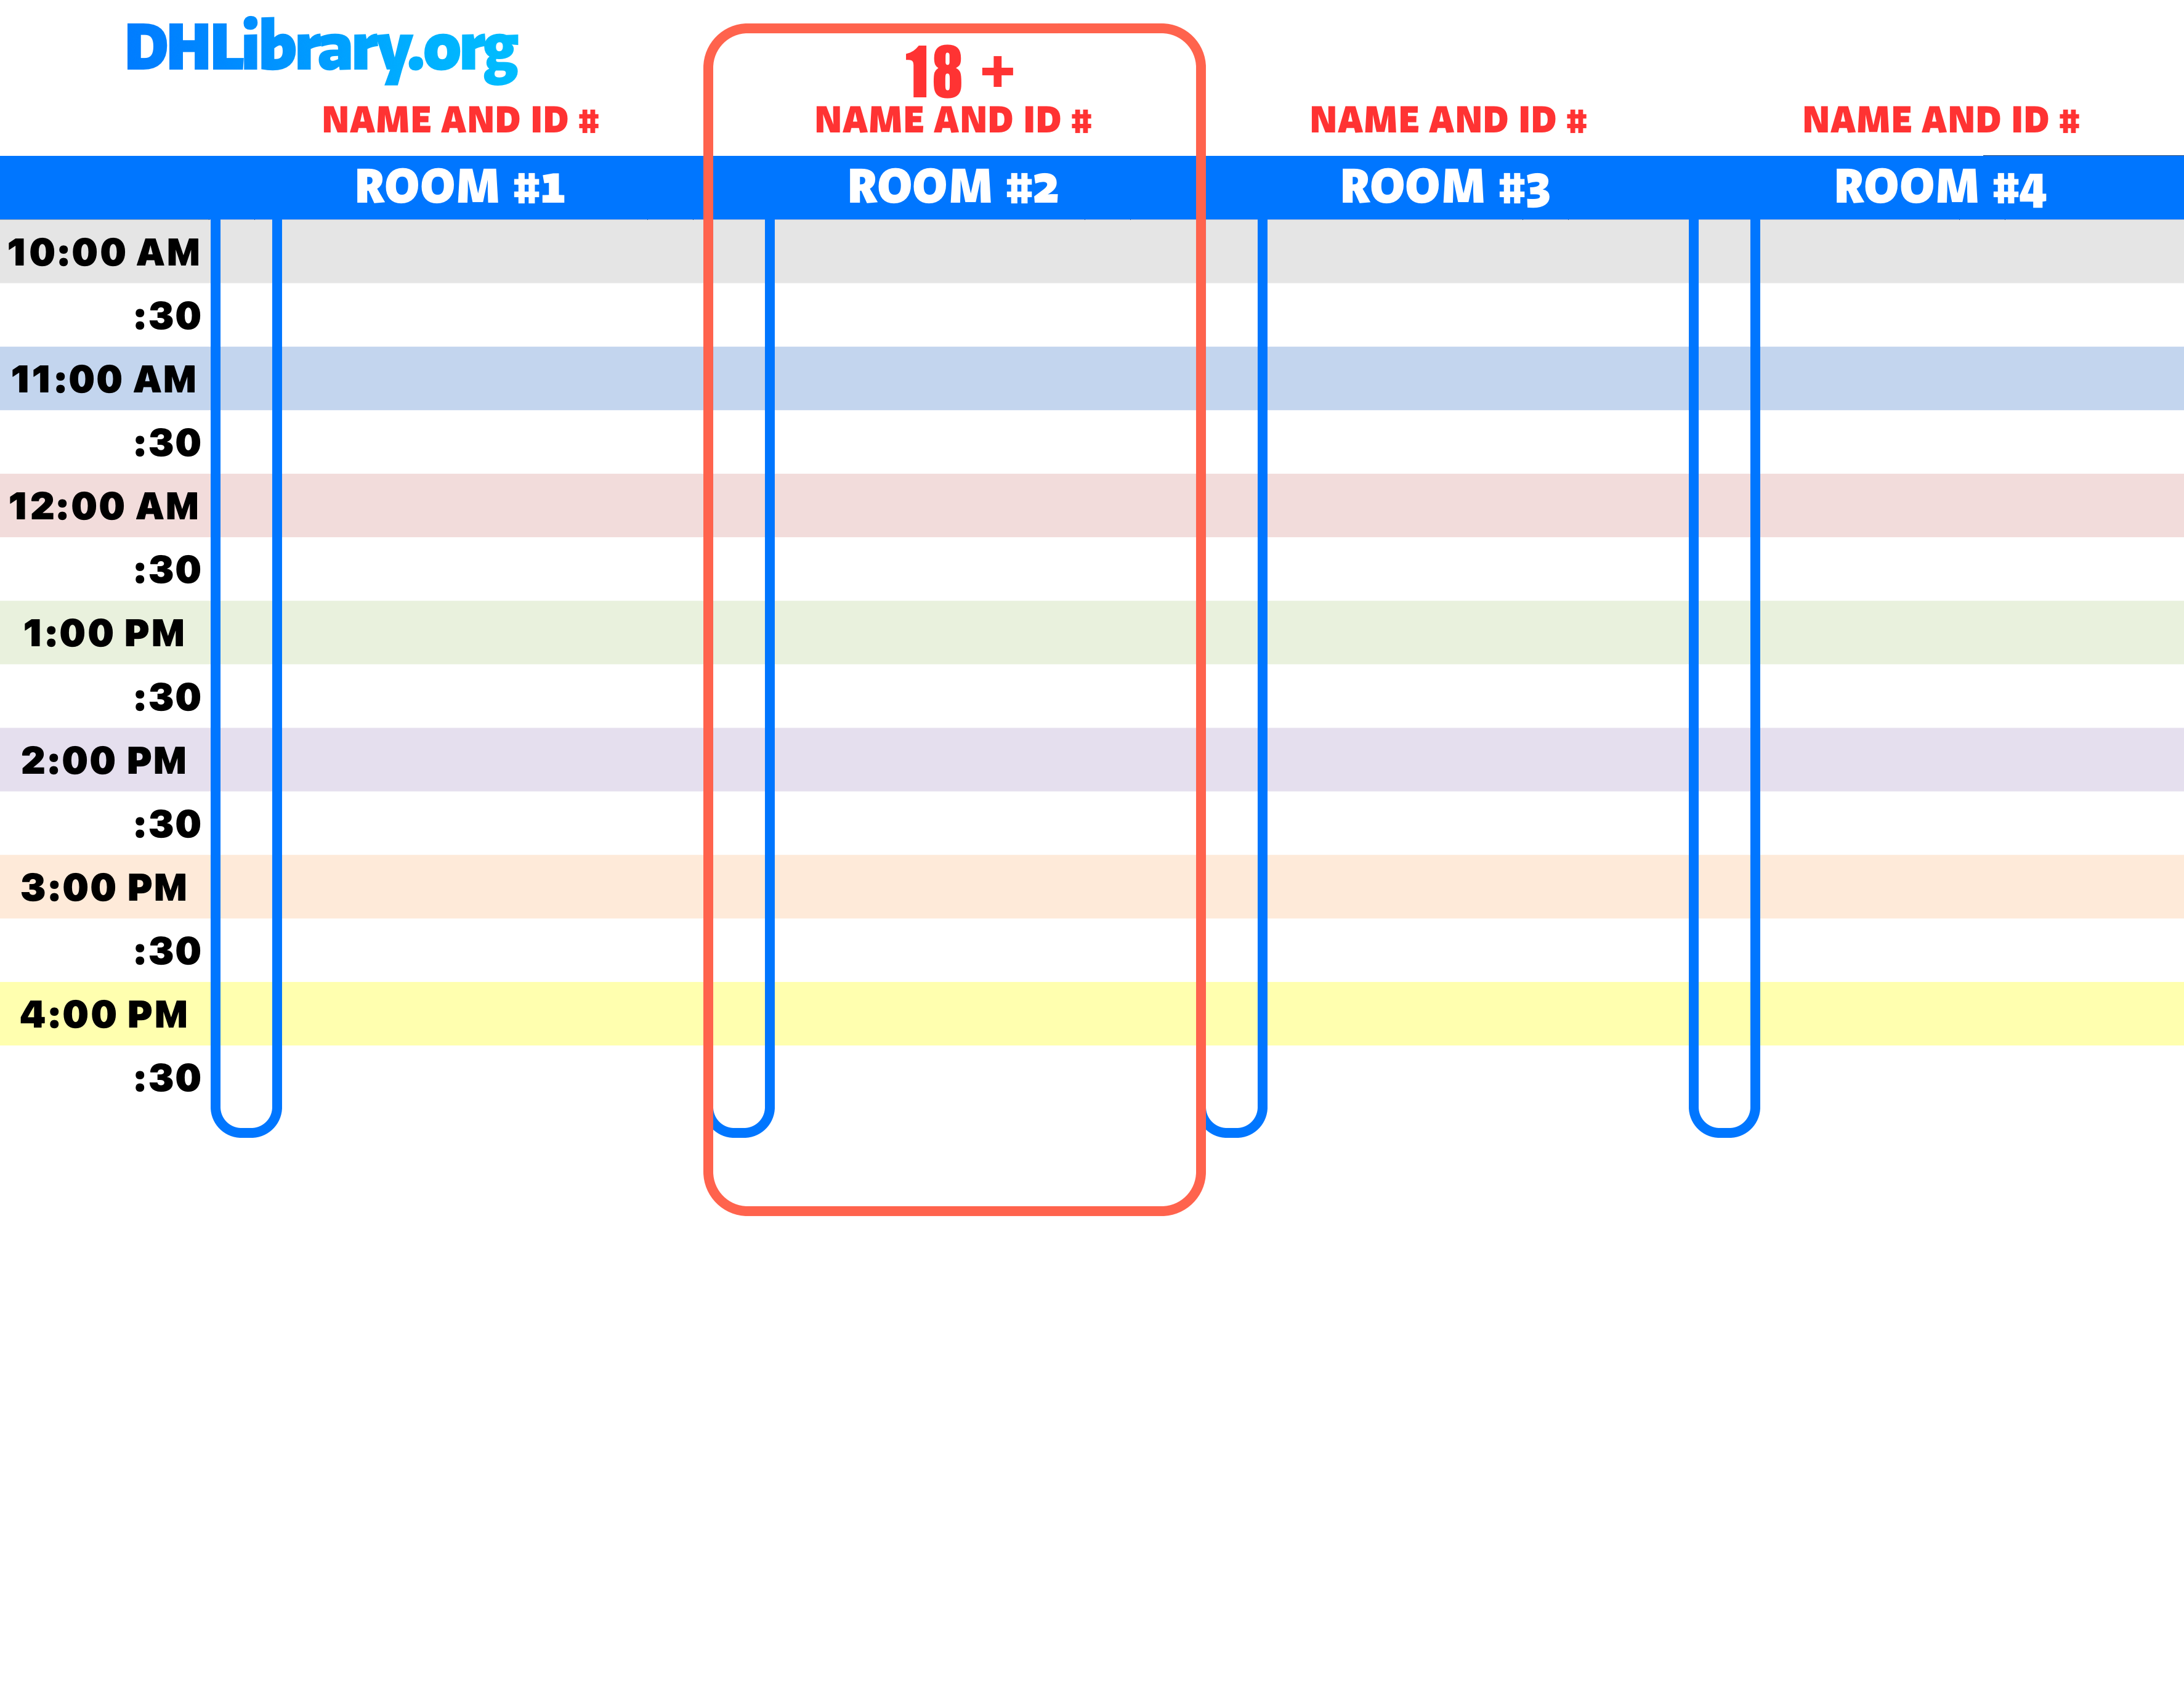 DHLibrary.org
18 +
NAME AND ID # NAME AND ID # NAME AND ID # NAME AND ID #
ROOM #1 ROOM #2 ROOM #3 ROOM #4
10:00 AM
:30
11:00 AM
:30
12:00 AM
:30
1:00 PM
:30
2:00 PM
:30
3:00 PM
:30
4:00 PM
:30